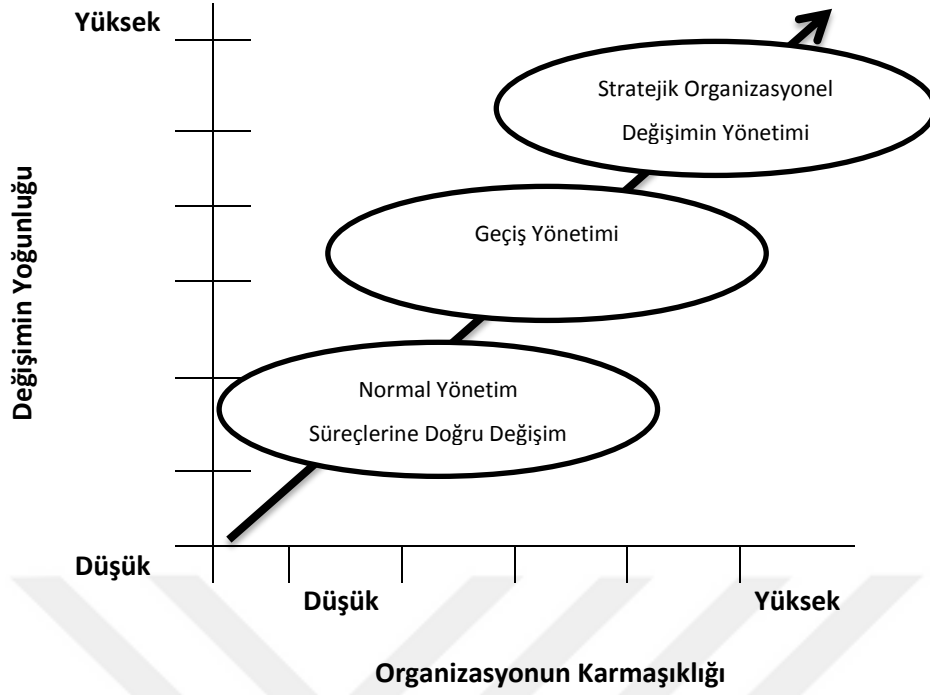 Yüksek
Stratejik Organizasyonel
Değişimin Yönetimi
Değişimin Yoğunluğu
Geçiş Yönetimi
Normal Yönetim
Süreçlerine Doğru Değişim
Düşük
Düşük
Yüksek
Organizasyonun Karmaşıklığı